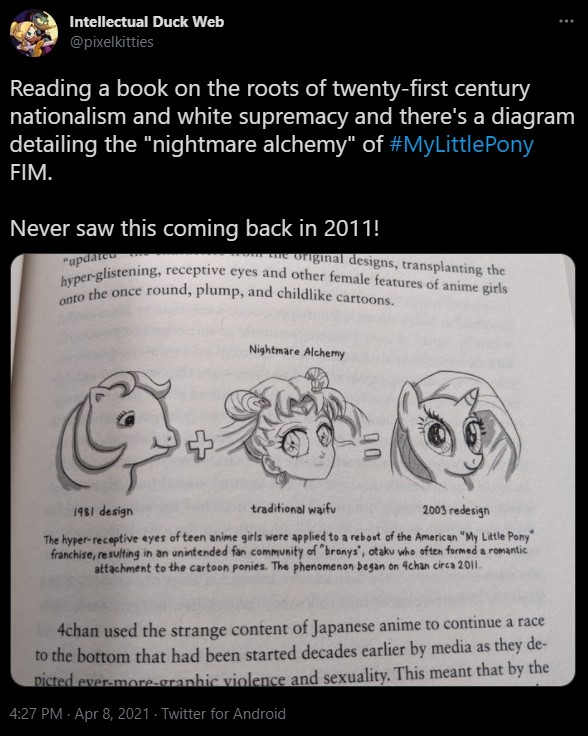 Intellectual Duck Web
@pixelkitties
Reading a book on the roots of twenty-first century
nationalism and white supremacy and there's a diagram
detailing the "nightmare alchemy" of #MyLittlePony
FIM.
Never saw this coming back in 2011!
"updated the characters from the original designs, transplanting the
hyper-glistening, receptive eyes and other female features of anime girls
onto the once round, plump, and childlike cartoons.
Nightmare Alchemy
1981 design
traditional waifu
2003 redesign
The hyper-receptive eyes of teen anime girls were applied to a reboot of the American "My Little Pony"
franchise, resulting in an unintended fan community of "bronys", otaku who often formed a romantic
attachment to the cartoon ponies. The phenomenon began on 4chan circa 2011.
4chan used the strange content of Japanese anime to continue a race
to the bottom that had been started decades earlier by media as they de-
picted ever-more-graphic violence and sexuality. This meant that by the
4:27 PM · Apr 8, 2021 · Twitter for Android